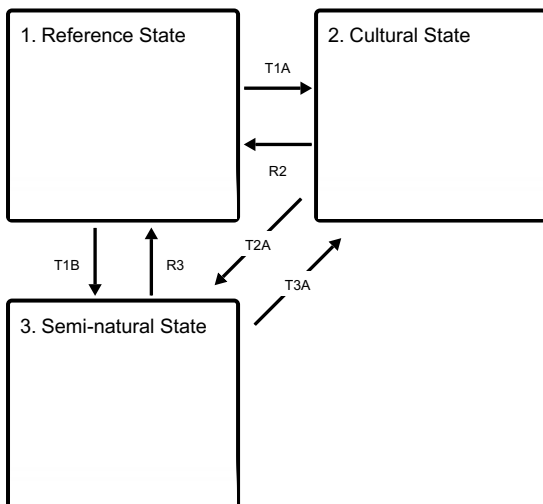 1. Reference State
2. Cultural State
T1A
R2
T2A
T1B
R3
T3A
3. Semi-natural State